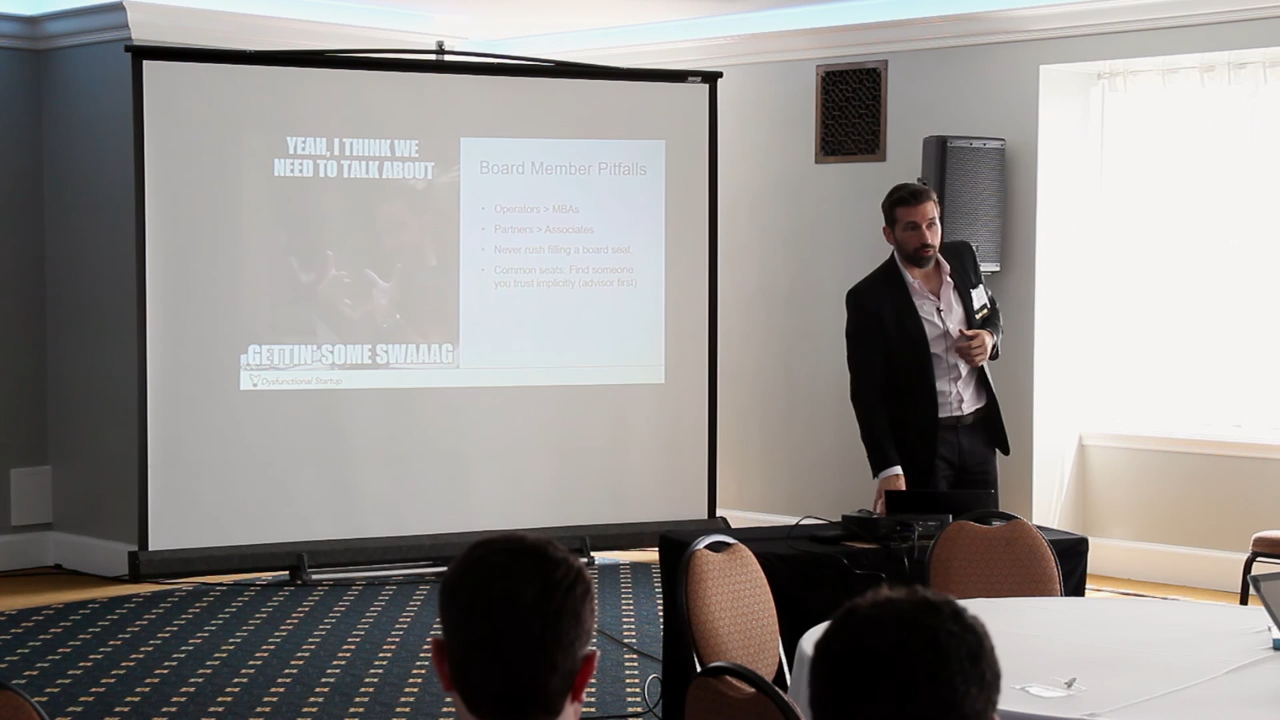 YEAH, I THINK WE
NEED TO TALK ABOUT
GETTIN' SOME SWAAAG
Board Member Pitfalls
• Operators > MBAs
• Partners > Associates
• Never rush filling a board seat.
• Common seats: Find someone
you trust implicitly (advisor first)
Dysfunctional Startup